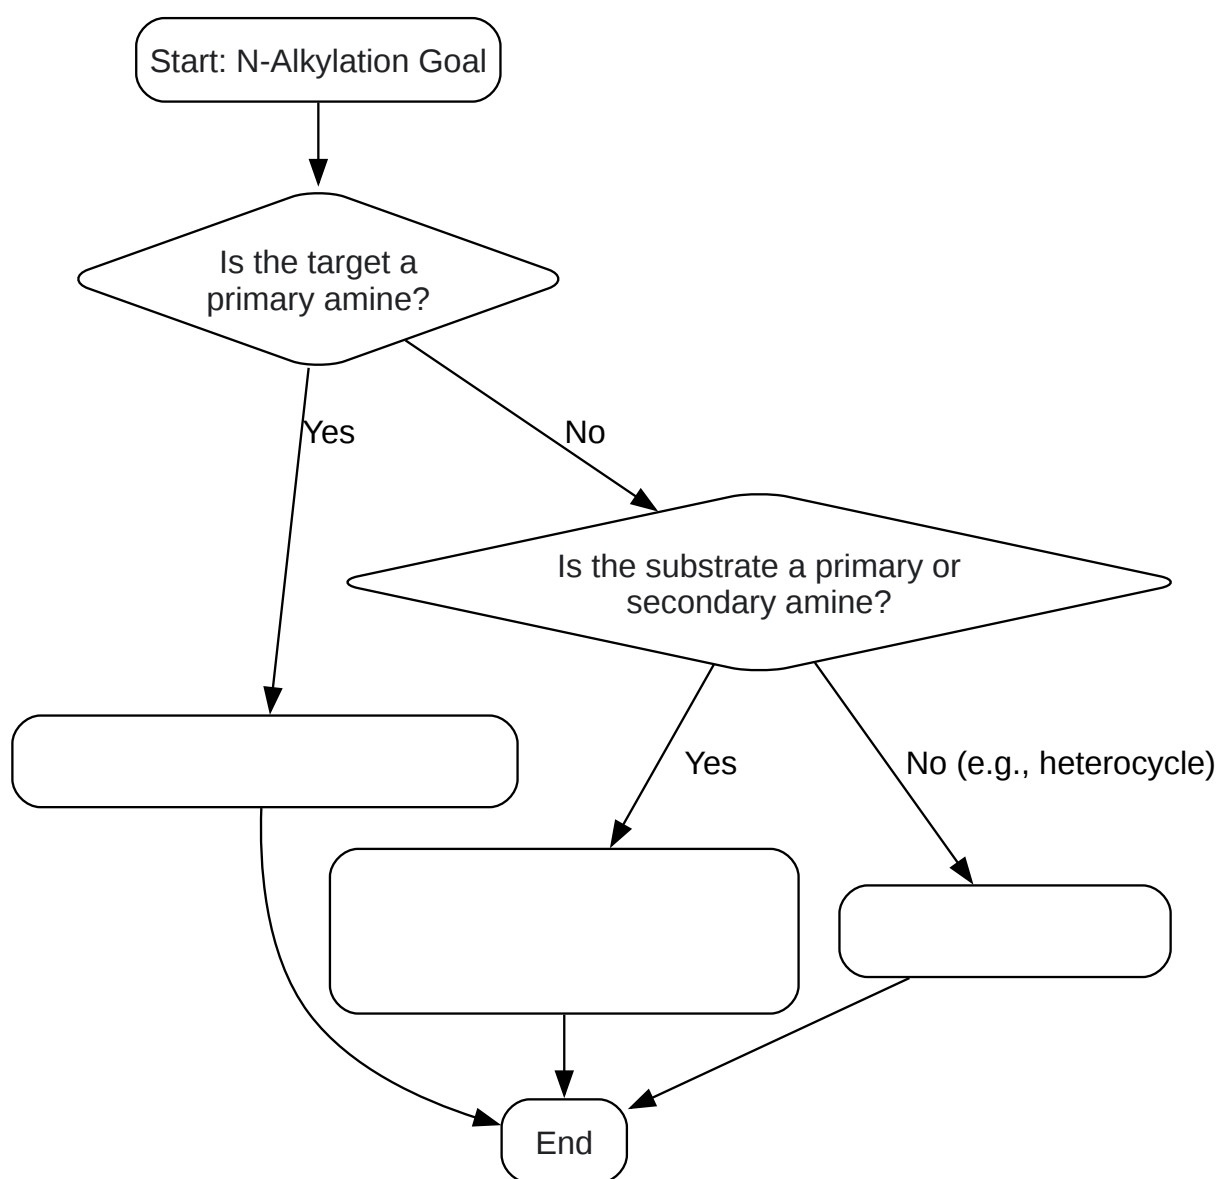 Start: N-Alkylation Goal
Is the target a
primary amine?
Yes
No
Is the substrate a primary or
secondary amine?
Yes
No (e.g., heterocycle)
End